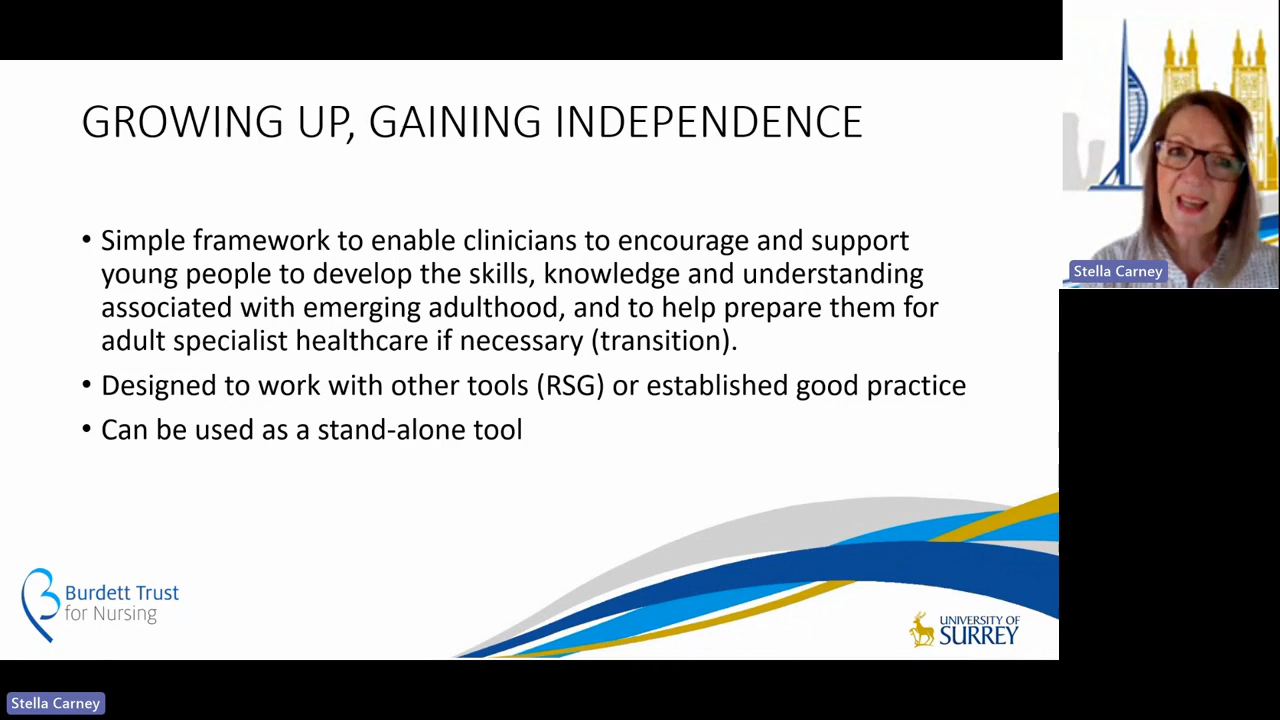 GROWING UP, GAINING INDEPENDENCE
• Simple framework to enable clinicians to encourage and support
young people to develop the skills, knowledge and understanding
associated with emerging adulthood, and to help prepare them for
adult specialist healthcare if necessary (transition).
• Designed to work with other tools (RSG) or established good practice
• Can be used as a stand-alone tool
Burdett Trust
for Nursing
UNIVERSITY OF
SURREY
Stella Carney
Stella Carney